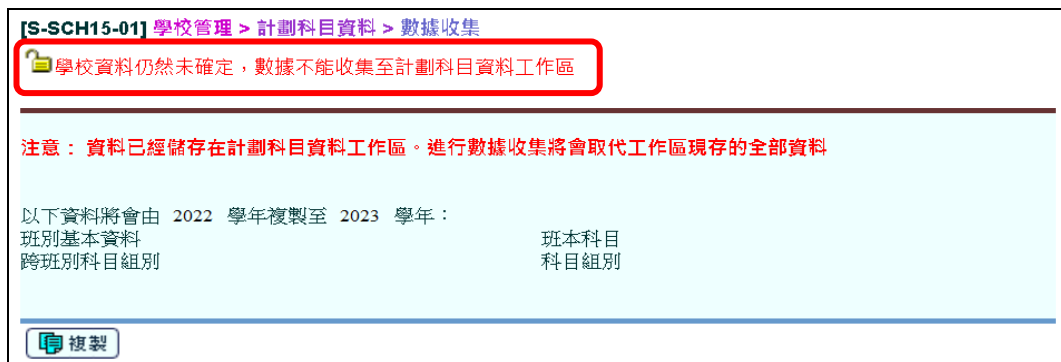 [S-SCH15-01] 學校管理 > 計劃科目資料 > 數據收集
學校資料仍然未確定，數據不能收集至計劃科目資料工作區
注意： 資料已經儲存在計劃科目資料工作區。進行數據收集將會取代工作區現存的全部資料
以下資料將會由 2022 學年複製至 2023 學年：
班別基本資料 班本科目
跨班別科目組別 科目組別
複製